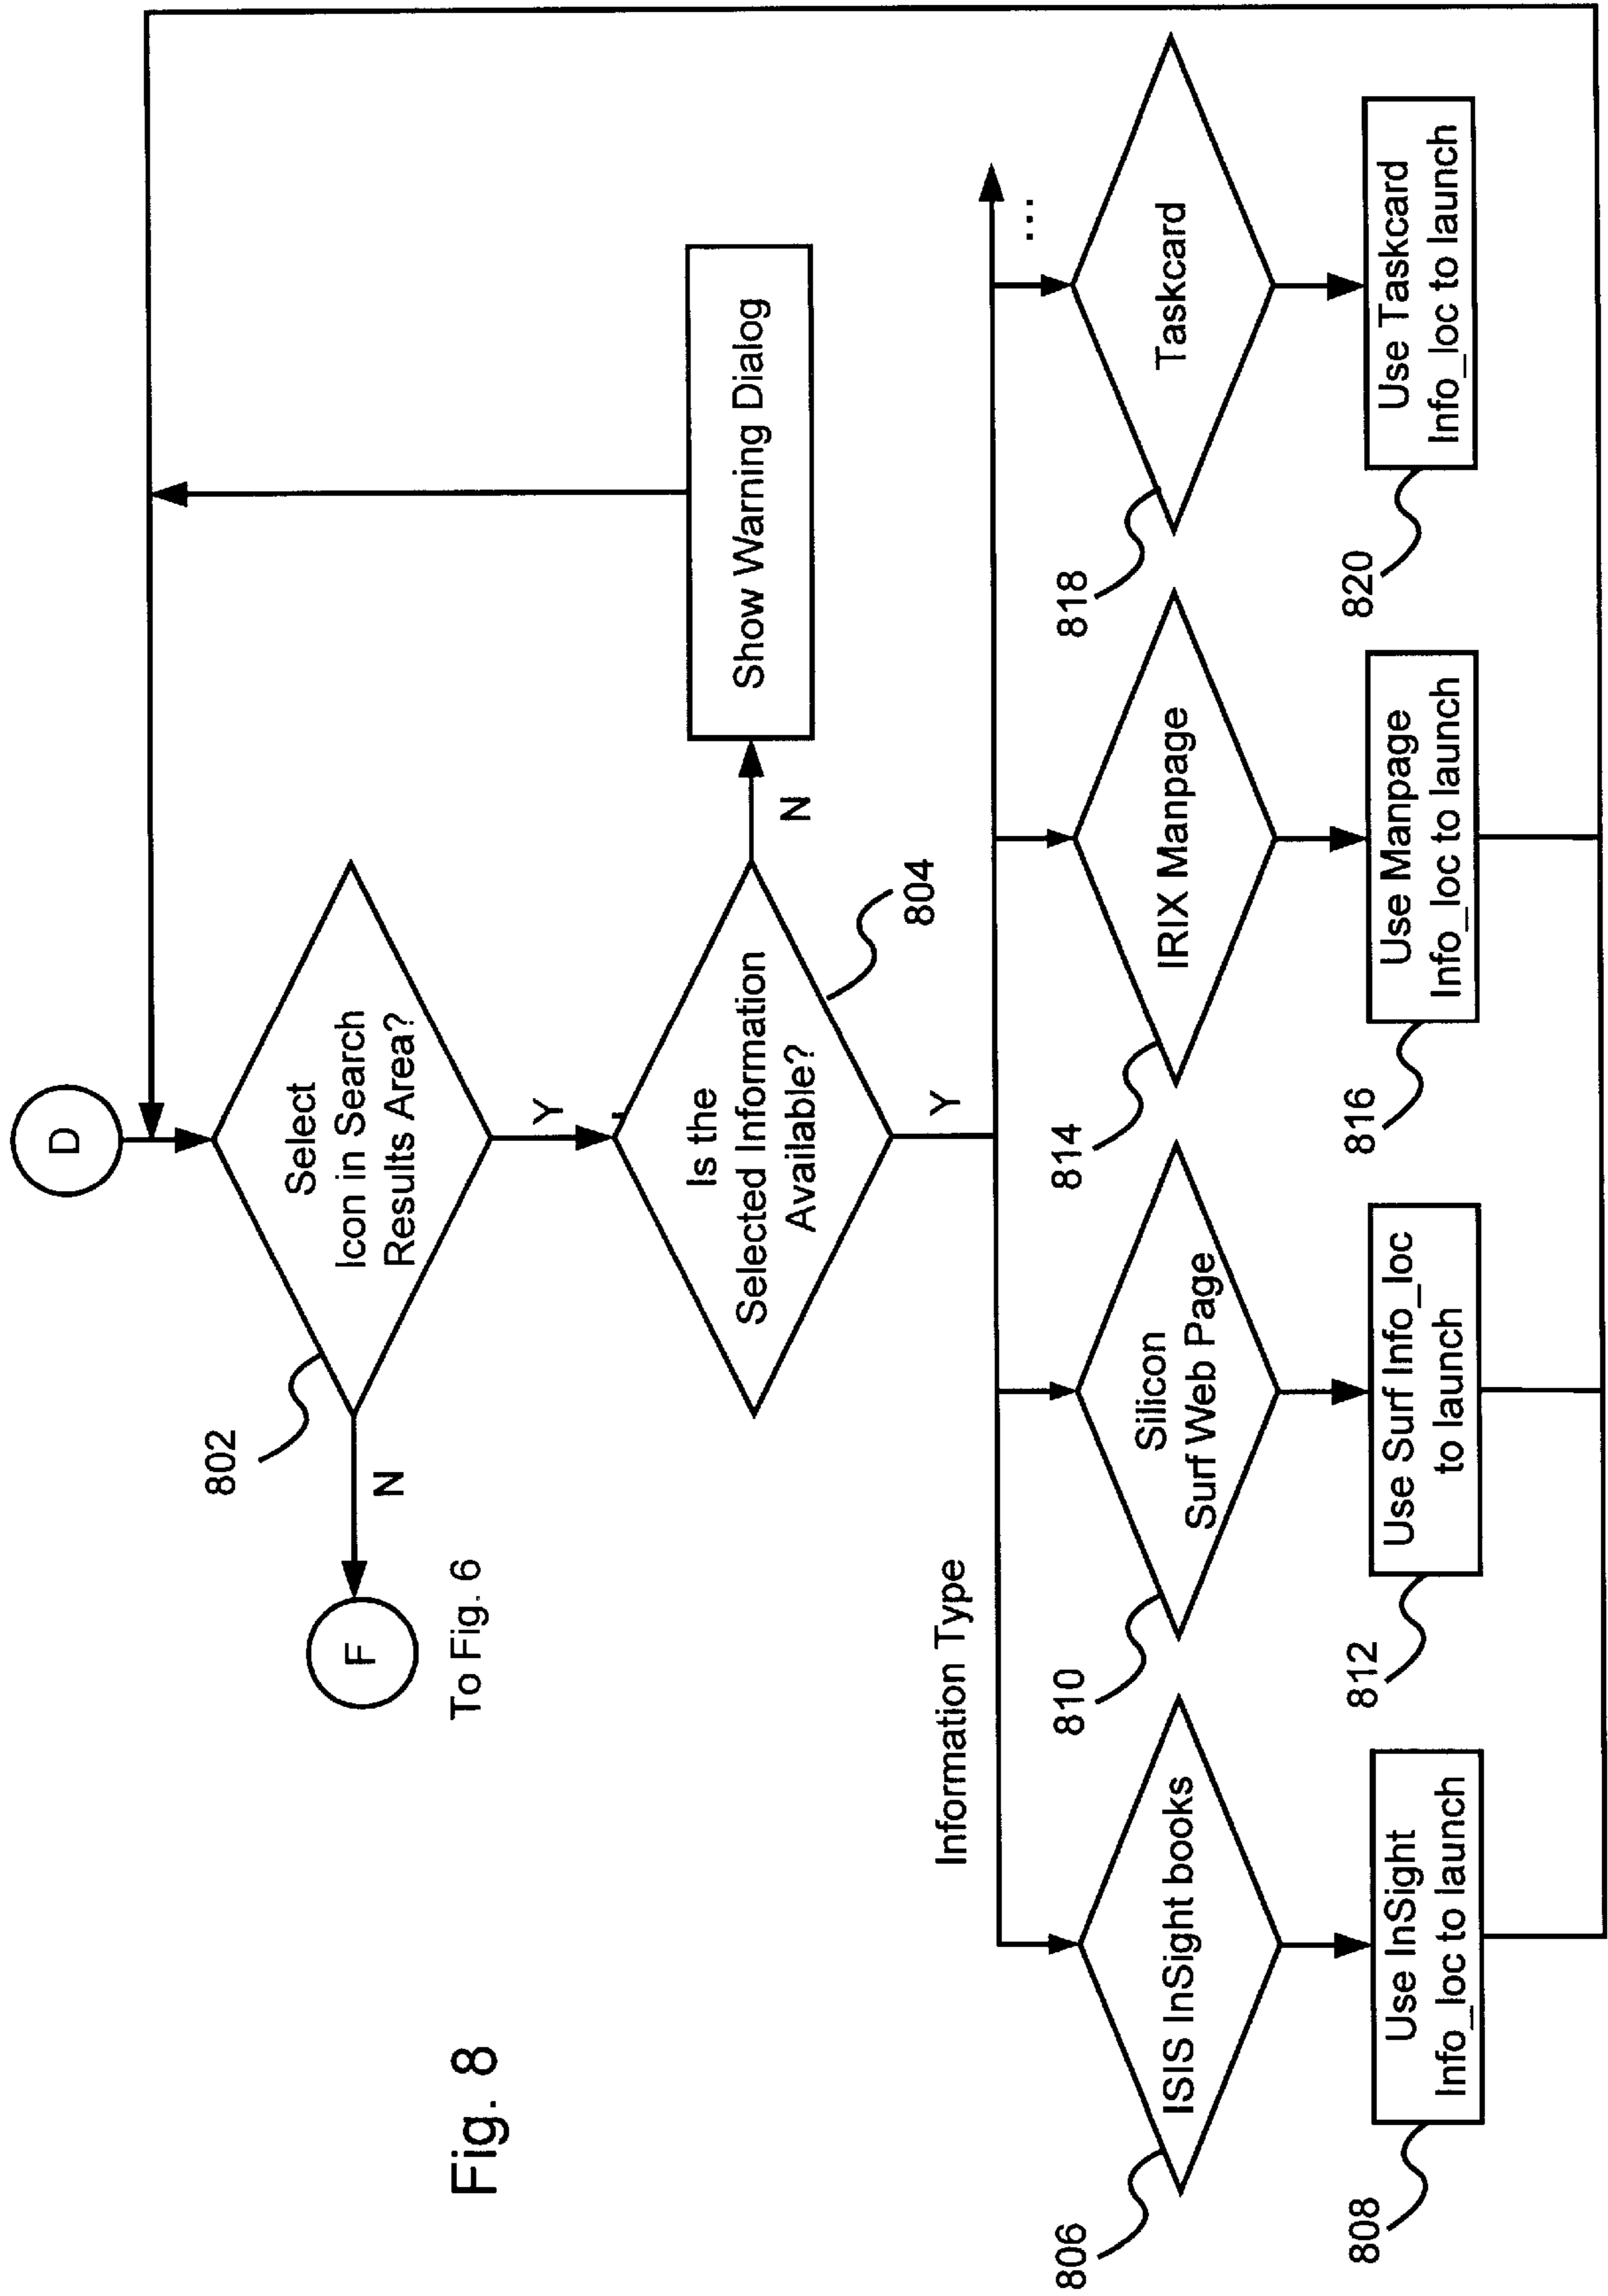 Fig. 8
D
802
Select
Icon in Search
Results Area?
N
F
To Fig. 6
Y
Is the
Selected Information
Available?
804
N
Show Warning Dialog
Y
Information Type
806
ISIS InSight books
810
Silicon
Surf Web Page
814
IRIX Manpage
818
Taskcard
...
808
Use InSight
Info_loc to launch
812
Use Surf Info_loc
to launch
816
Use Manpage
Info_loc to launch
820
Use Taskcard
Info_loc to launch